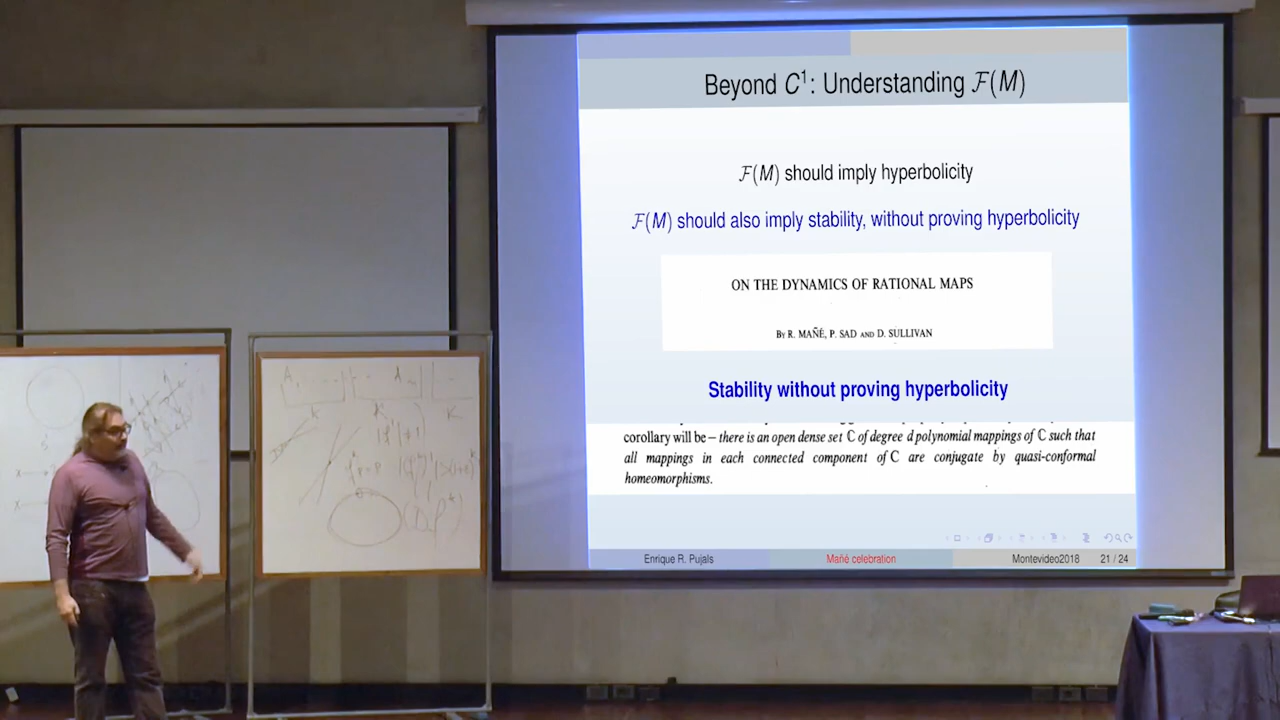 Beyond C¹: Understanding ℱ(M)
ℱ(M) should imply hyperbolicity
ℱ(M) should also imply stability, without proving hyperbolicity
ON THE DYNAMICS OF RATIONAL MAPS
By R. MAÑÉ, P. SAD AND D. SULLIVAN
Stability without proving hyperbolicity
corollary will be – there is an open dense set C of degree d polynomial mappings of C such that
all mappings in each connected component of C are conjugate by quasi-conformal
homeomorphisms.
Enrique R. Pujals
Mañé celebration
Montevideo2018
21 / 24